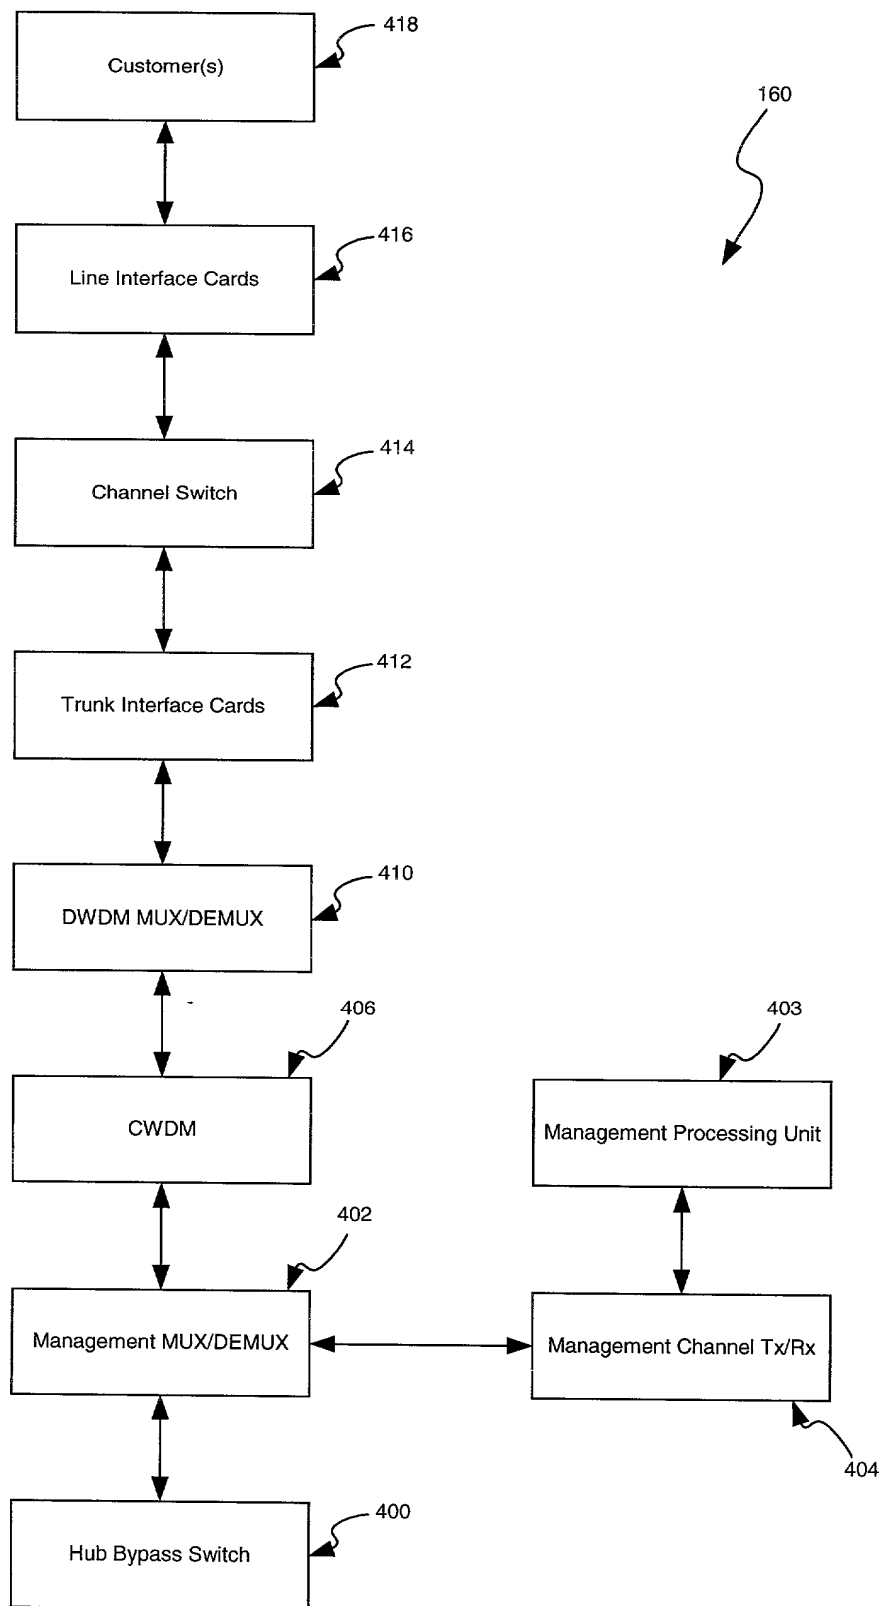 418
Customer(s)
160
416
Line Interface Cards
414
Channel Switch
412
Trunk Interface Cards
410
DWDM MUX/DEMUX
406
403
CWDM
Management Processing Unit
402
Management MUX/DEMUX
Management Channel Tx/Rx
404
400
Hub Bypass Switch